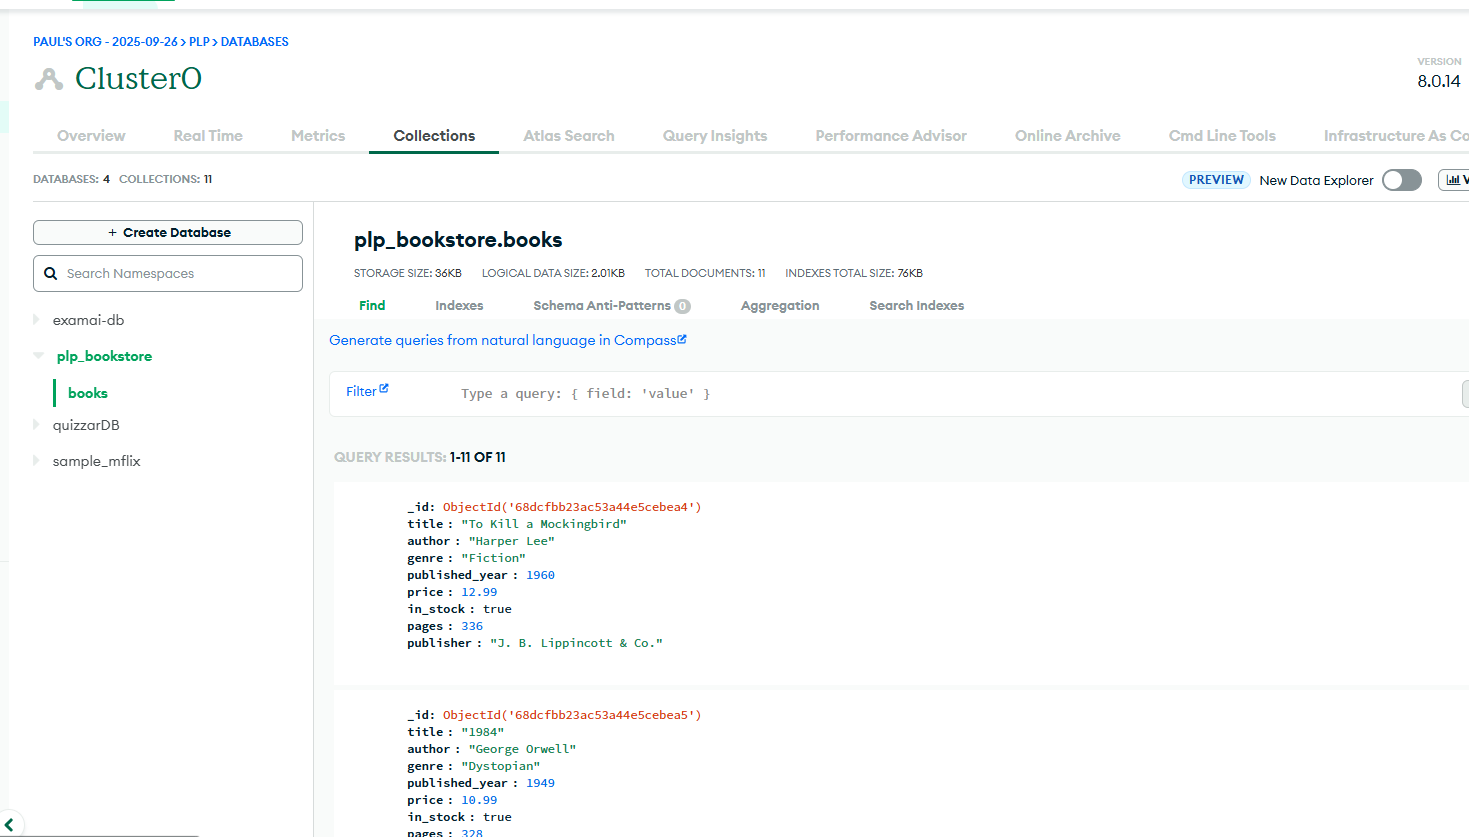 PAUL'S ORG - 2025-09-26 > PLP > DATABASES
Cluster0
VERSION
8.0.14
Overview Real Time Metrics Collections Atlas Search Query Insights Performance Advisor Online Archive Cmd Line Tools Infrastructure As Co
DATABASES: 4 COLLECTIONS: 11
PREVIEW New Data Explorer V
+ Create Database
Search Namespaces
examai-db
plp_bookstore
books
quizzarDB
sample_mflix
plp_bookstore.books
STORAGE SIZE: 36KB LOGICAL DATA SIZE: 2.01KB TOTAL DOCUMENTS: 11 INDEXES TOTAL SIZE: 76KB
Find Indexes Schema Anti-Patterns 0 Aggregation Search Indexes
Generate queries from natural language in Compass
Filter Type a query: { field: 'value' }
QUERY RESULTS: 1-11 OF 11
_id: ObjectId('68dcfbb23ac53a44e5cebea4')
title : "To Kill a Mockingbird"
author : "Harper Lee"
genre : "Fiction"
published_year : 1960
price : 12.99
in_stock : true
pages : 336
publisher : "J. B. Lippincott & Co."
_id: ObjectId('68dcfbb23ac53a44e5cebea5')
title : "1984"
author : "George Orwell"
genre : "Dystopian"
published_year : 1949
price : 10.99
in_stock : true
pages : 328